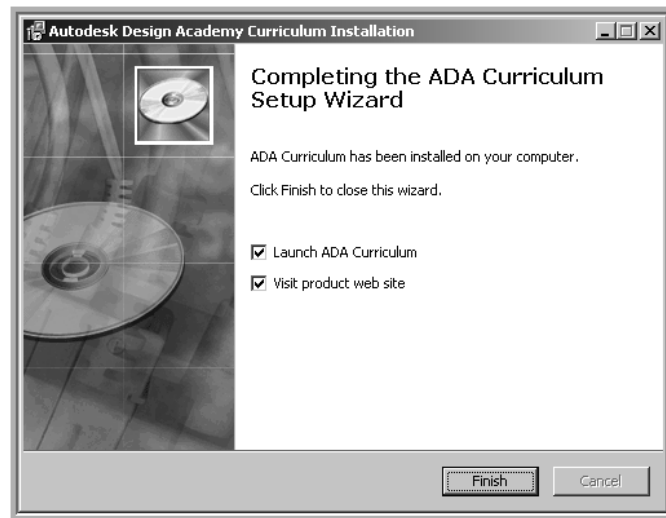 Autodesk Design Academy Curriculum Installation
Completing the ADA Curriculum
Setup Wizard
ADA Curriculum has been installed on your computer.
Click Finish to close this wizard.
Launch ADA Curriculum
Visit product web site
Finish
Cancel